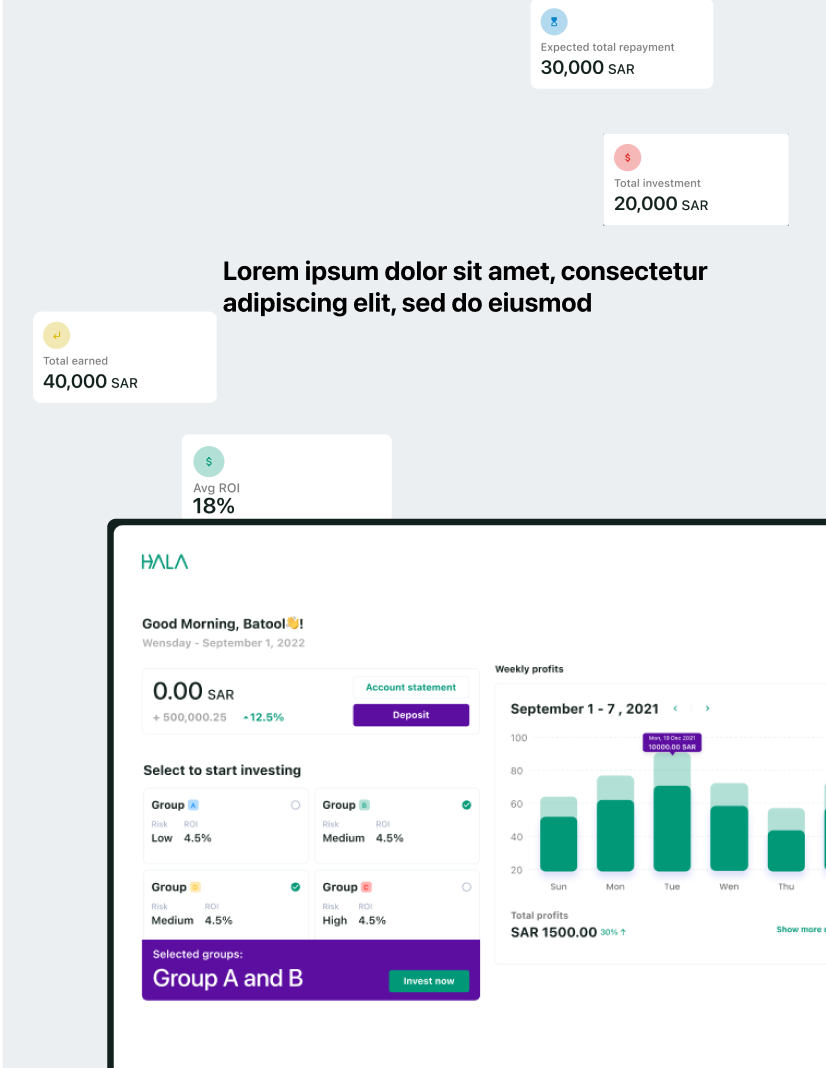 Expected total repayment
30,000 SAR
$
Total investment
20,000 SAR
Lorem ipsum dolor sit amet, consectetur
adipiscing elit, sed do eiusmod
Total earned
40,000 SAR
$
Avg ROI
18%
HALA
Good Morning, Batool👋!
Wensday - September 1, 2022
0.00 SAR
+ 500,000.25 12.5%
Account statement
Deposit
Select to start investing
Group A
Risk ROI
Low 4.5%
Group B
Risk ROI
Medium 4.5%
Group
Risk ROI
Medium 4.5%
Group C
Risk ROI
High 4.5%
Selected groups:
Group A and B
Invest now
Weekly profits
September 1 - 7 , 2021 ‹ ›
Mon, 19 Dec 2021
10000.00 SAR
100
80
60
40
20
Sun Mon Tue Wen Thu
Total profits
SAR 1500.00 30% ↑
Show more